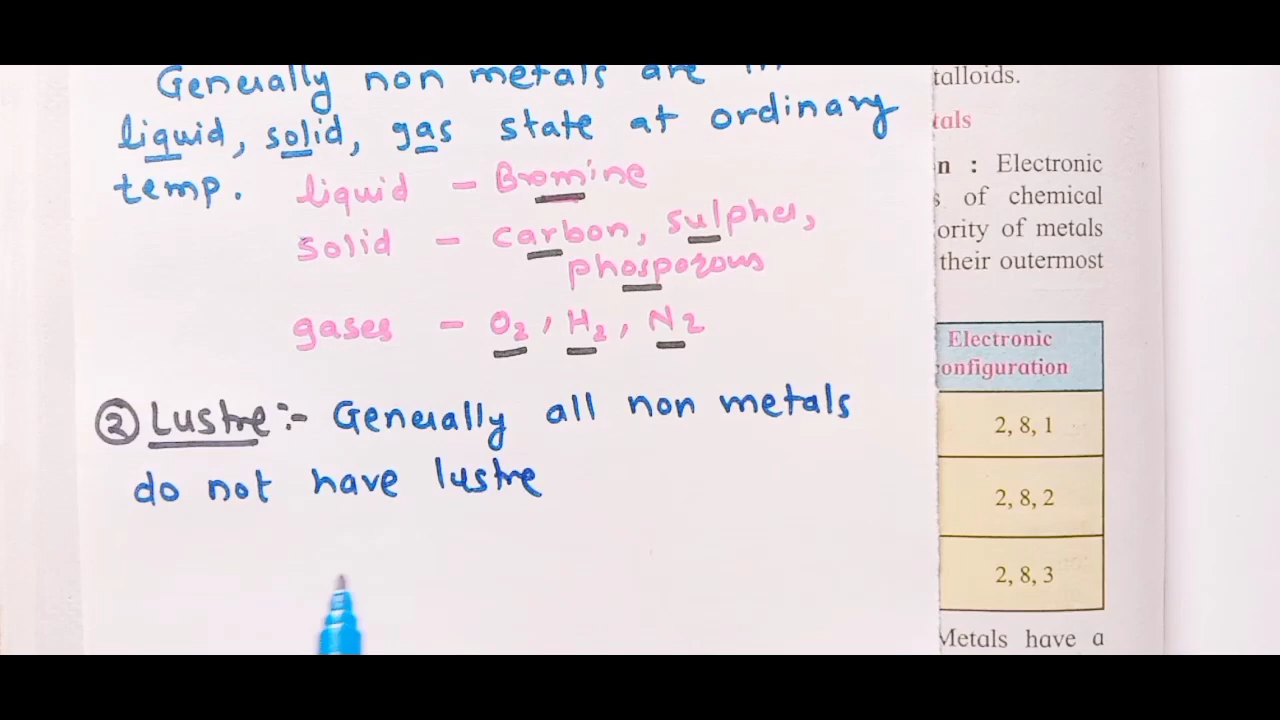 Generally non metals are in
liquid, solid, gas state at ordinary
temp.
liquid - Bromine
solid - carbon, sulpher,
phosporous
gases - O₂, H₂, N₂
② Lustre:- Generally all non metals
do not have lustre
talloids.
tals
n : Electronic
s of chemical
ority of metals
their outermost
Electronic
onfiguration
2, 8, 1
2, 8, 2
2, 8, 3
Metals have a